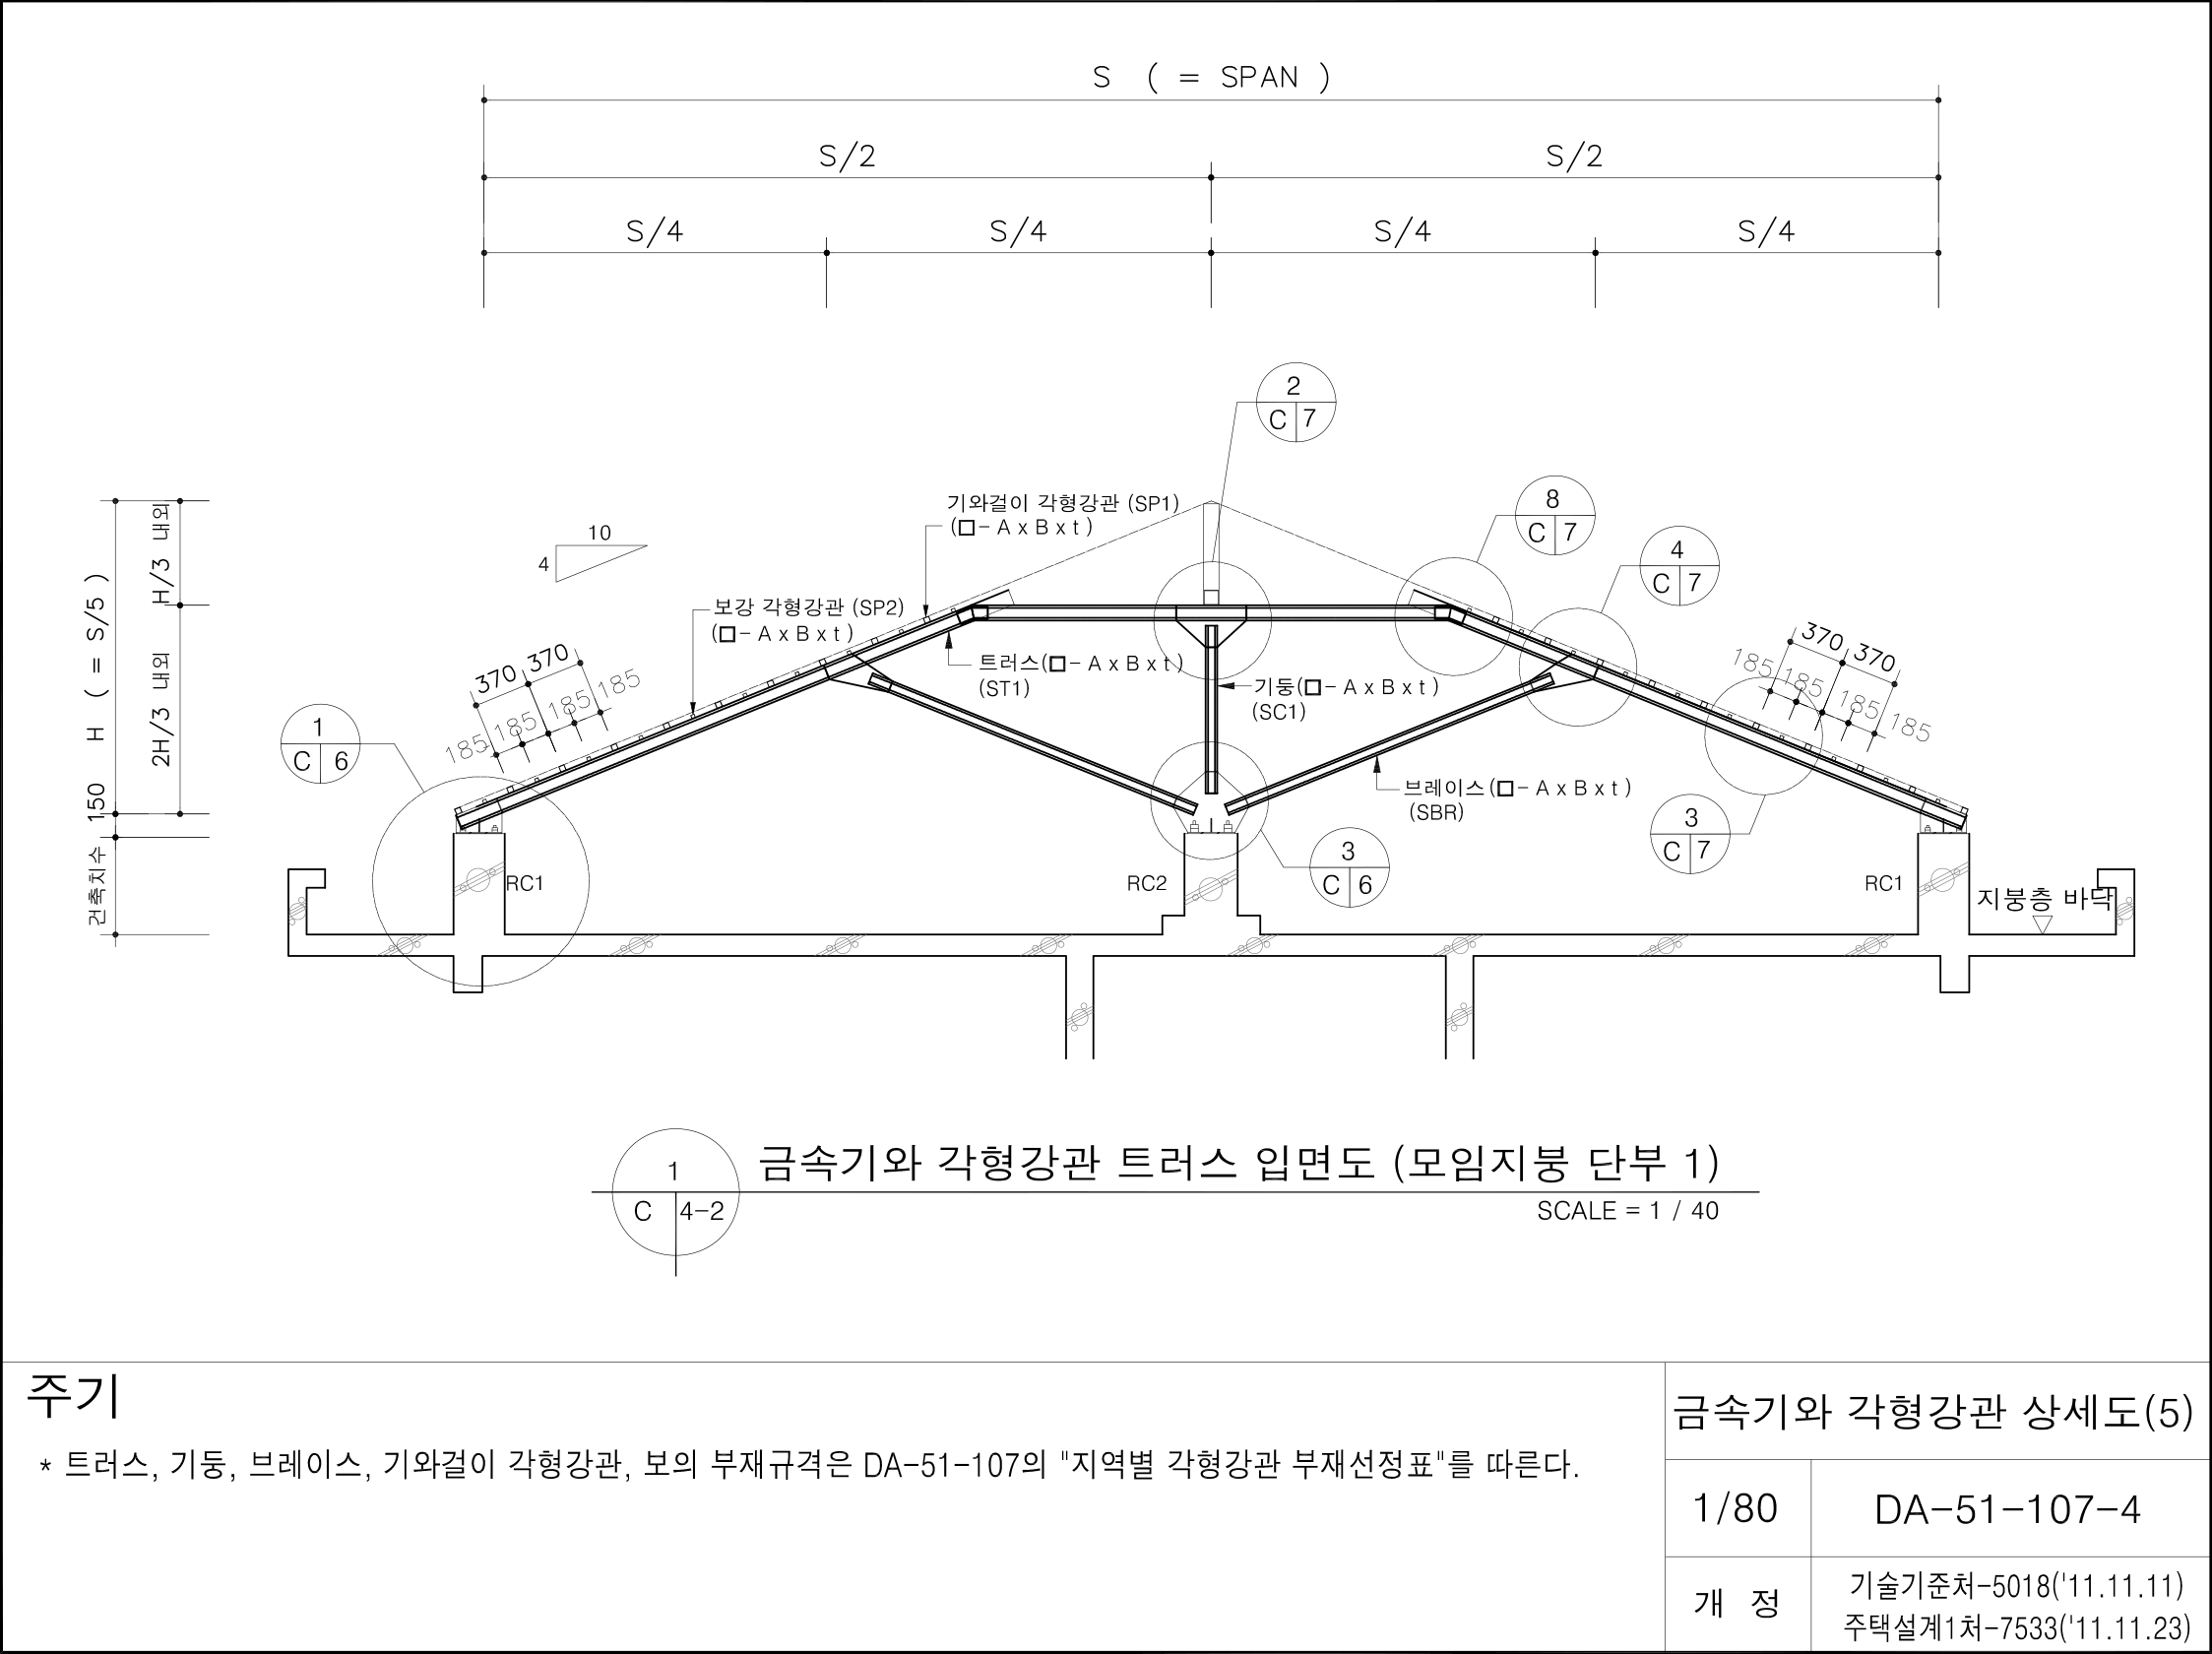 S ( = SPAN )
S/2 S/2
S/4 S/4 S/4 S/4
2
C 7
8
C 7
4
C 7
기와걸이 각형강관 (SP1)
(□- A x B x t )
10
4
보강 각형강관 (SP2)
(□- A x B x t )
트러스(□- A x B x t )
(ST1)
기둥(□- A x B x t )
(SC1)
브레이스(□- A x B x t )
(SBR)
370 370
185 185 185 185
370 370
185 185 185 185
H/3 내외
2H/3 내외
H ( = S/5 )
150
건축치수
1
C 6
3
C 6
3
C 7
RC1
RC2
RC1
지붕층 바닥
1
C 4-2
금속기와 각형강관 트러스 입면도 (모임지붕 단부 1)
SCALE = 1 / 40
주기
* 트러스, 기둥, 브레이스, 기와걸이 각형강관, 보의 부재규격은 DA-51-107의 "지역별 각형강관 부재선정표"를 따른다.
금속기와 각형강관 상세도(5)
1/80 DA-51-107-4
개 정
기술기준처-5018('11.11.11)
주택설계1처-7533('11.11.23)